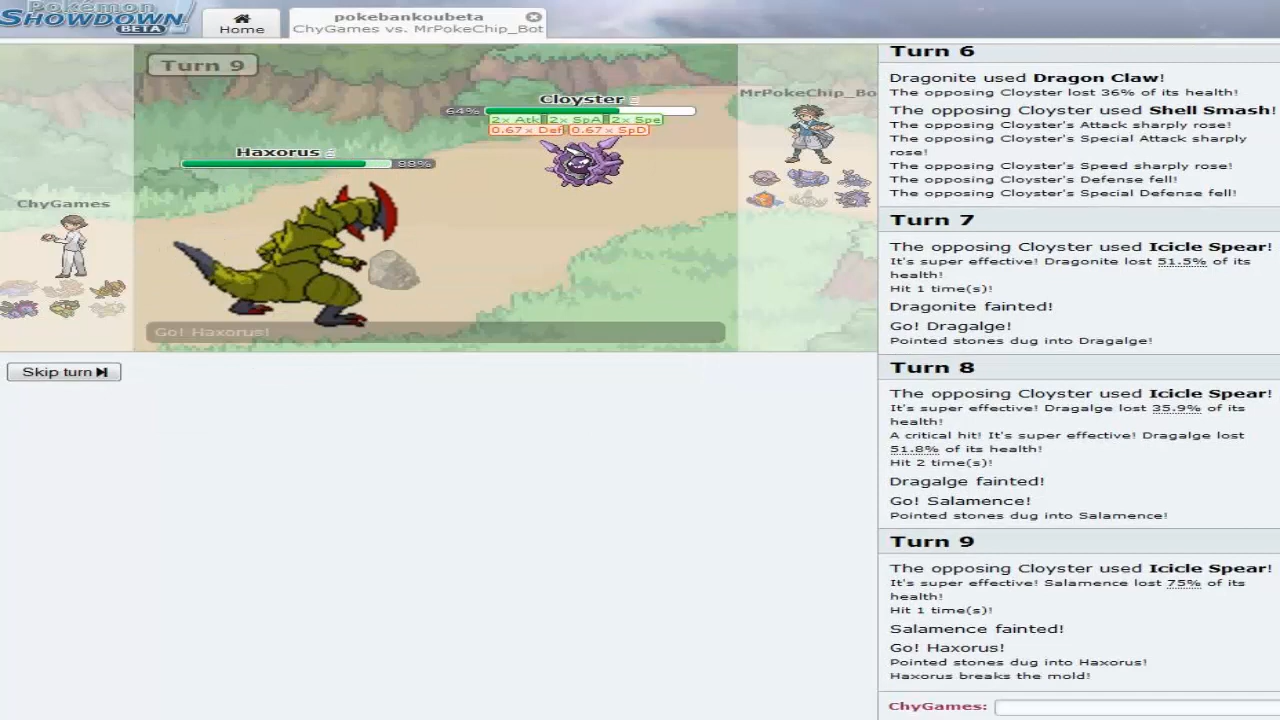 Pokémon
SHOWDOWN
BETA
Home
pokebankoubeta
ChyGames vs. MrPokeChip_Bot
Turn 9
Cloyster
64%
2× Atk 2× SpA 2× Spe
0.67× Def 0.67× SpD
Haxorus
88%
ChyGames
MrPokeChip_Bo
Go! Haxorus!
Skip turn
Turn 6
Dragonite used Dragon Claw!
The opposing Cloyster lost 36% of its health!
The opposing Cloyster used Shell Smash!
The opposing Cloyster's Attack sharply rose!
The opposing Cloyster's Special Attack sharply
rose!
The opposing Cloyster's Speed sharply rose!
The opposing Cloyster's Defense fell!
The opposing Cloyster's Special Defense fell!
Turn 7
The opposing Cloyster used Icicle Spear!
It's super effective! Dragonite lost 51.5% of its
health!
Hit 1 time(s)!
Dragonite fainted!
Go! Dragalge!
Pointed stones dug into Dragalge!
Turn 8
The opposing Cloyster used Icicle Spear!
It's super effective! Dragalge lost 35.9% of its
health!
A critical hit! It's super effective! Dragalge lost
51.8% of its health!
Hit 2 time(s)!
Dragalge fainted!
Go! Salamence!
Pointed stones dug into Salamence!
Turn 9
The opposing Cloyster used Icicle Spear!
It's super effective! Salamence lost 75% of its
health!
Hit 1 time(s)!
Salamence fainted!
Go! Haxorus!
Pointed stones dug into Haxorus!
Haxorus breaks the mold!
ChyGames: